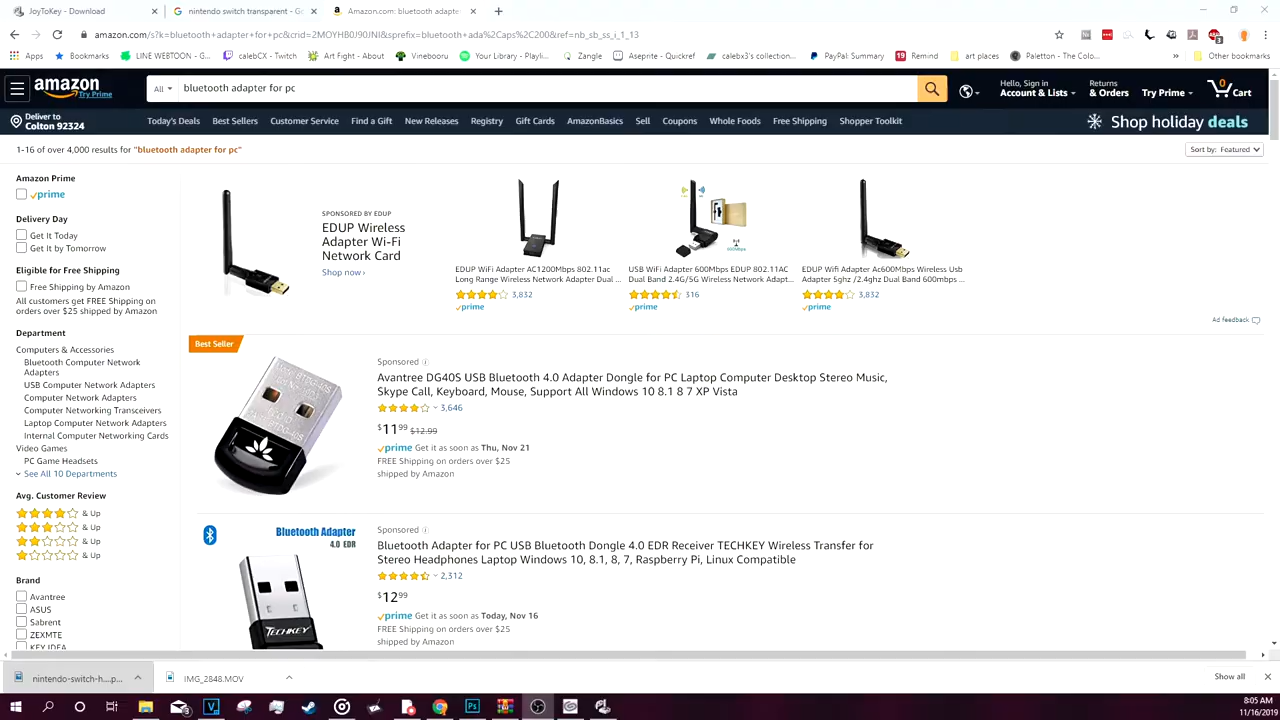 JoyToKey – Download
nintendo switch transparent - Go
Amazon.com: bluetooth adapter
amazon.com/s?k=bluetooth+adapter+for+pc&crid=2MOYHB0J90JNI&sprefix=bluetooth+ada%2Caps%2C200&ref=nb_sb_ss_i_1_13
Apps
Bookmarks
LINE WEBTOON - G...
calebCX - Twitch
Art Fight - About
Vinebooru
Your Library - Playli...
Zangle
Aseprite - Quickref
calebx3's collection...
PayPal: Summary
19 Remind
art places
Paletton - The Colo...
»
Other bookmarks
amazon
Try Prime
All
bluetooth adapter for pc
Hello, Sign in
Account & Lists
Returns
& Orders
Try Prime
0
Cart
Deliver to
Colton 92324
Today's Deals
Best Sellers
Customer Service
Find a Gift
New Releases
Registry
Gift Cards
AmazonBasics
Sell
Coupons
Whole Foods
Free Shipping
Shopper Toolkit
Shop holiday deals
1-16 of over 4,000 results for "bluetooth adapter for pc"
Sort by: Featured
Amazon Prime
prime
Delivery Day
Get It Today
Get It by Tomorrow
Eligible for Free Shipping
Free Shipping by Amazon
All customers get FREE Shipping on
orders over $25 shipped by Amazon
Department
Computers & Accessories
Bluetooth Computer Network
Adapters
USB Computer Network Adapters
Computer Network Adapters
Computer Networking Transceivers
Laptop Computer Network Adapters
Internal Computer Networking Cards
Video Games
PC Game Headsets
See All 10 Departments
Avg. Customer Review
& Up
& Up
& Up
& Up
Brand
Avantree
ASUS
Sabrent
ZEXMTE
KEY IDEA
SPONSORED BY EDUP
EDUP Wireless
Adapter Wi-Fi
Network Card
Shop now ›
EDUP WiFi Adapter AC1200Mbps 802.11ac
Long Range Wireless Network Adapter Dual ...
3,832
prime
600Mbps
USB WiFi Adapter 600Mbps EDUP 802.11AC
Dual Band 2.4G/5G Wireless Network Adapt...
316
prime
EDUP Wifi Adapter Ac600Mbps Wireless Usb
Adapter 5ghz /2.4ghz Dual Band 600mbps ...
3,832
prime
Ad feedback
Best Seller
Sponsored
Avantree DG40S USB Bluetooth 4.0 Adapter Dongle for PC Laptop Computer Desktop Stereo Music,
Skype Call, Keyboard, Mouse, Support All Windows 10 8.1 8 7 XP Vista
3,646
$11 99 $12.99
prime Get it as soon as Thu, Nov 21
FREE Shipping on orders over $25
shipped by Amazon
Bluetooth Adapter
4.0 EDR
TECHKEY
Sponsored
Bluetooth Adapter for PC USB Bluetooth Dongle 4.0 EDR Receiver TECHKEY Wireless Transfer for
Stereo Headphones Laptop Windows 10, 8.1, 8, 7, Raspberry Pi, Linux Compatible
2,312
$12 99
prime Get it as soon as Today, Nov 16
FREE Shipping on orders over $25
shipped by Amazon
nintendo-switch-h....p...
IMG_2848.MOV
Show all
8:05 AM
11/16/2019